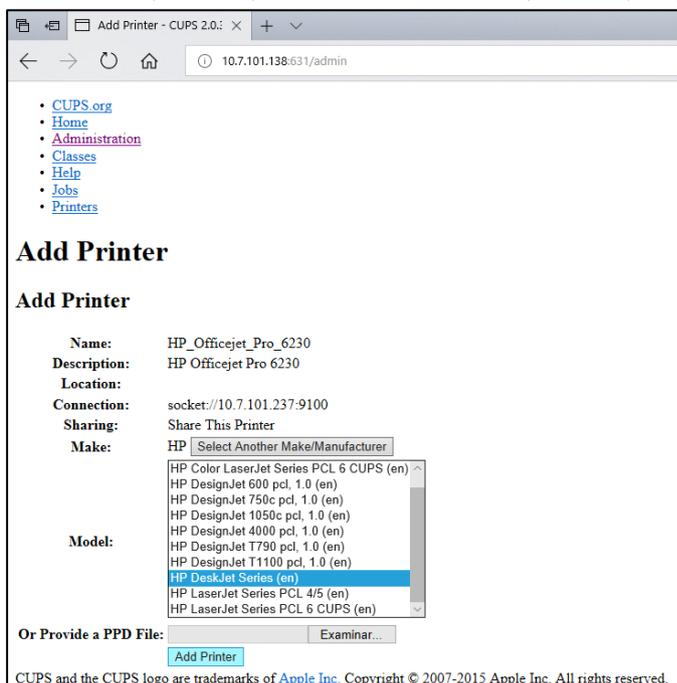 Add Printer - CUPS 2.0.:
10.7.101.138:631/admin
CUPS.org
Home
Administration
Classes
Help
Jobs
Printers
Add Printer
Add Printer
Name: HP_Officejet_Pro_6230
Description: HP Officejet Pro 6230
Location:
Connection: socket://10.7.101.237:9100
Sharing: Share This Printer
Make: HP Select Another Make/Manufacturer
HP Color LaserJet Series PCL 6 CUPS (en)
HP DesignJet 600 pcl, 1.0 (en)
HP DesignJet 750c pcl, 1.0 (en)
HP DesignJet 1050c pcl, 1.0 (en)
HP DesignJet 4000 pcl, 1.0 (en)
Model: HP DesignJet T790 pcl, 1.0 (en)
HP DesignJet T1100 pcl, 1.0 (en)
HP DeskJet Series (en)
HP LaserJet Series PCL 4/5 (en)
HP LaserJet Series PCL 6 CUPS (en)
Or Provide a PPD File: Examinar...
Add Printer
CUPS and the CUPS logo are trademarks of Apple Inc. Copyright © 2007-2015 Apple Inc. All rights reserved.